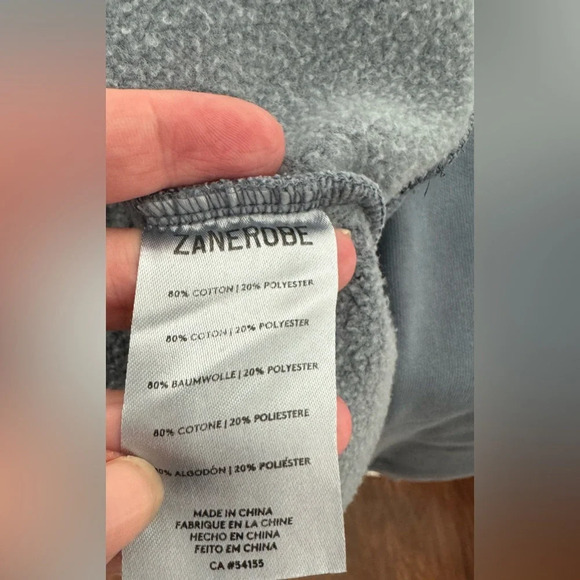 ZANEROBE
80% COTTON | 20% POLYESTER
80% COTON | 20% POLYESTER
80% BAUMWOLLE | 20% POLYESTER
80% COTONE | 20% POLIESTERE
% ALGODÓN | 20% POLIÉSTER
MADE IN CHINA
FABRIQUE EN LA CHINE
HECHO EN CHINA
FEITO EM CHINA
CA #54155